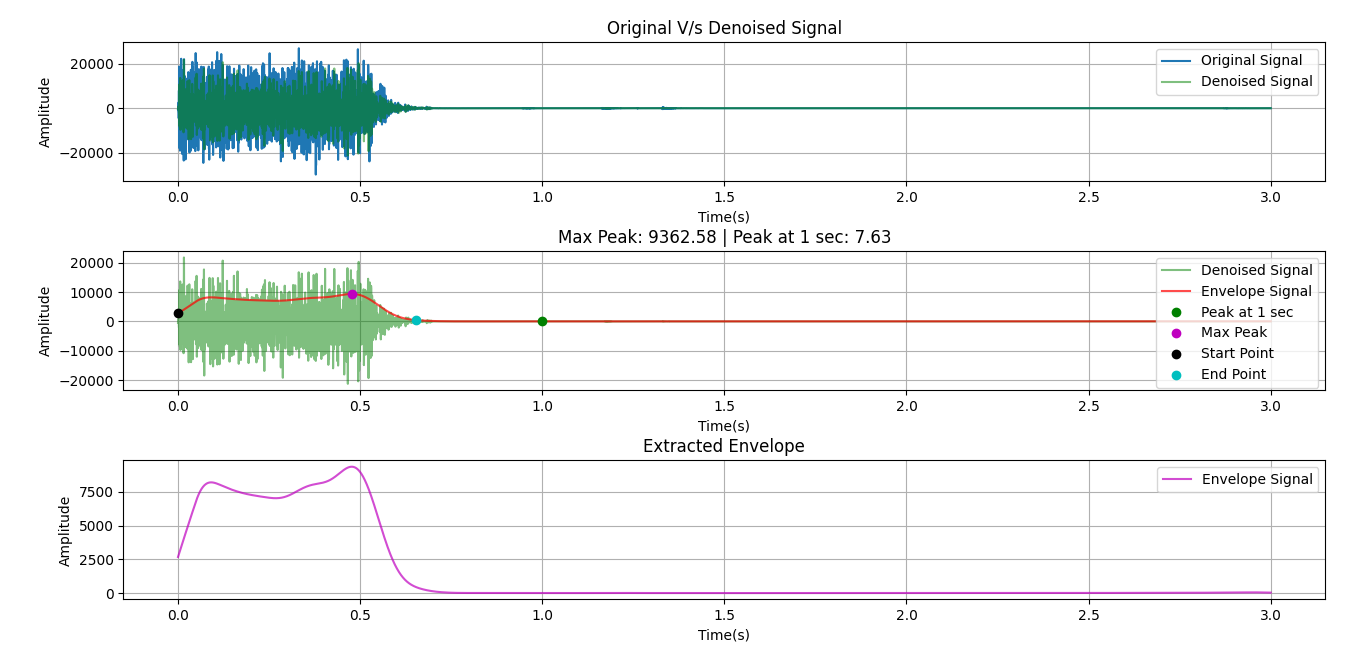 Original V/s Denoised Signal
Amplitude
20000
0
−20000
Original Signal
Denoised Signal
0.0 0.5 1.0 1.5 2.0 2.5 3.0
Time(s)
Max Peak: 9362.58 | Peak at 1 sec: 7.63
Amplitude
20000
10000
0
−10000
−20000
Denoised Signal
Envelope Signal
Peak at 1 sec
Max Peak
Start Point
End Point
0.0 0.5 1.0 1.5 2.0 2.5 3.0
Time(s)
Extracted Envelope
Amplitude
7500
5000
2500
0
Envelope Signal
0.0 0.5 1.0 1.5 2.0 2.5 3.0
Time(s)